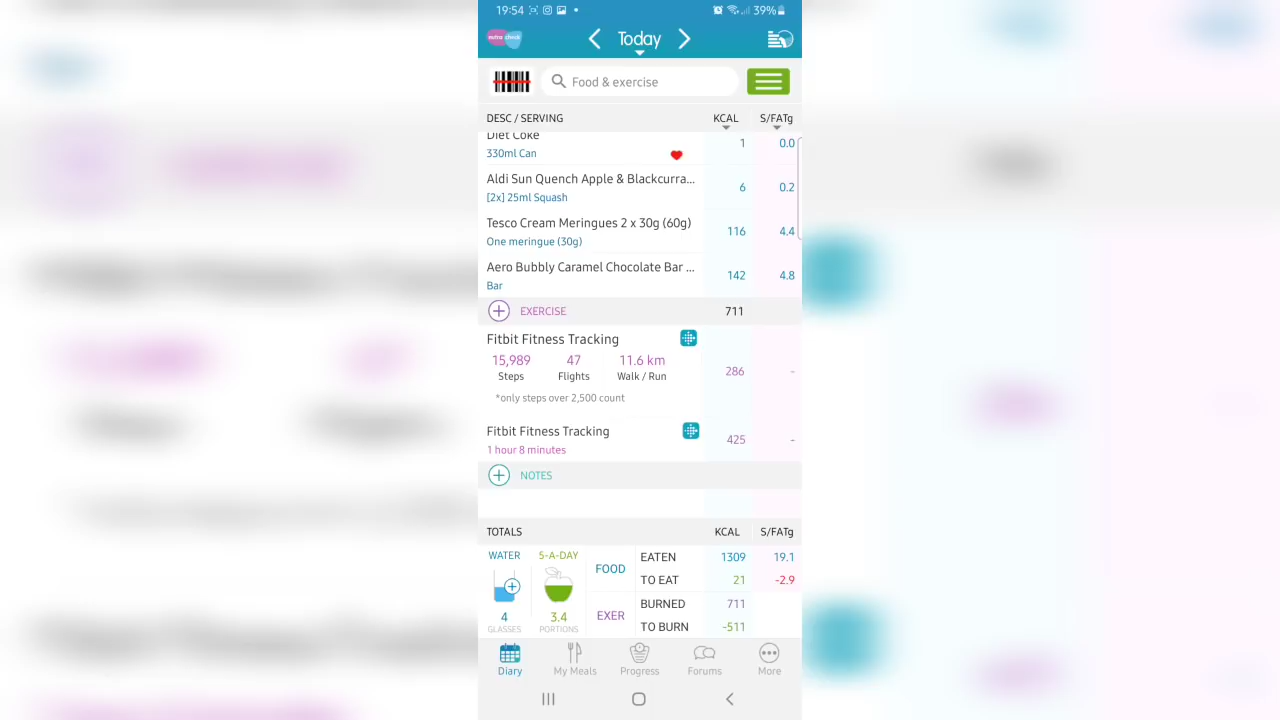 19:54 39%
nutra check Today
Food & exercise
DESC / SERVING KCAL S/FATg
Diet Coke 1 0.0
330ml Can
Aldi Sun Quench Apple & Blackcurra... 6 0.2
[2x] 25ml Squash
Tesco Cream Meringues 2 x 30g (60g) 116 4.4
One meringue (30g)
Aero Bubbly Caramel Chocolate Bar ... 142 4.8
Bar
EXERCISE 711
Fitbit Fitness Tracking
15,989 47 11.6 km 286 -
Steps Flights Walk / Run
*only steps over 2,500 count
Fitbit Fitness Tracking 425 -
1 hour 8 minutes
NOTES
TOTALS KCAL S/FATg
WATER 5-A-DAY FOOD EATEN 1309 19.1
TO EAT 21 -2.9
4 3.4 EXER BURNED 711
GLASSES PORTIONS TO BURN -511
Diary My Meals Progress Forums More